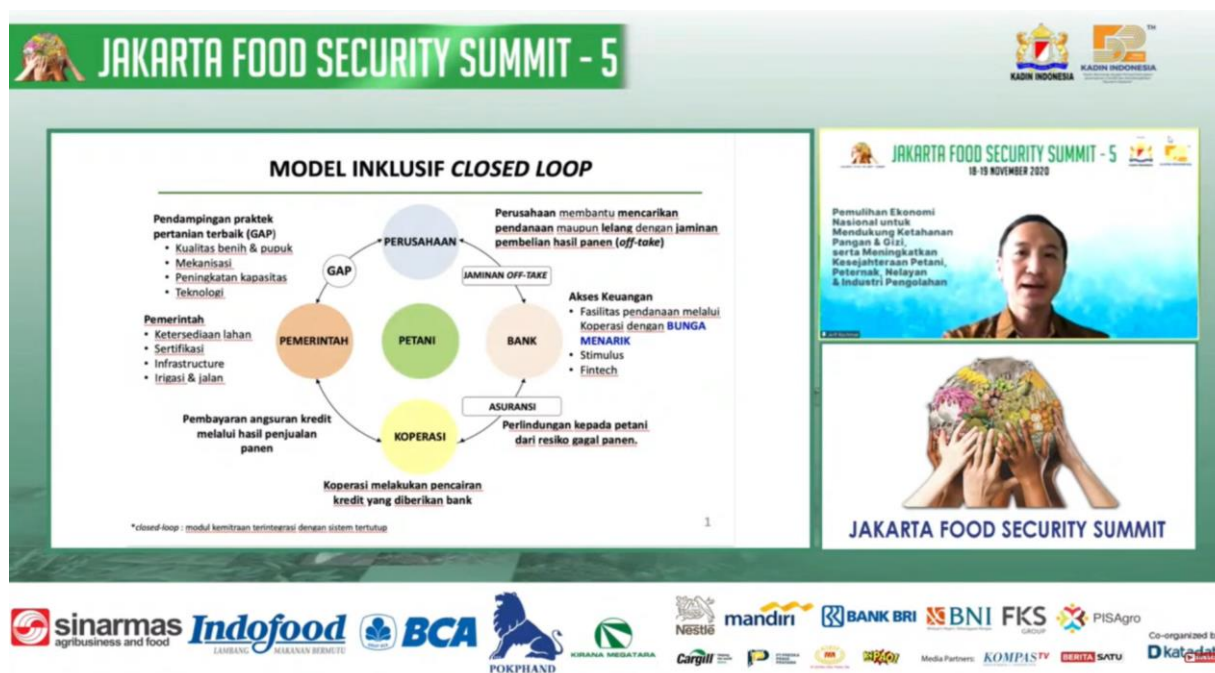 JAKARTA FOOD SECURITY SUMMIT - 5
KADIN INDONESIA
52 TH
KADIN INDONESIA
MODEL INKLUSIF CLOSED LOOP
Pendampingan praktek
pertanian terbaik (GAP)
• Kualitas benih & pupuk
• Mekanisasi
• Peningkatan kapasitas
• Teknologi
PERUSAHAAN
Perusahaan membantu mencarikan
pendanaan maupun lelang dengan jaminan
pembelian hasil panen (off-take)
GAP
JAMINAN OFF-TAKE
Pemerintah
• Ketersediaan lahan
• Sertifikasi
• Infrastructure
• Irigasi & jalan
PEMERINTAH
PETANI
BANK
Akses Keuangan
• Fasilitas pendanaan melalui
Koperasi dengan BUNGA
MENARIK
• Stimulus
• Fintech
Pembayaran angsuran kredit
melalui hasil penjualan
panen
KOPERASI
ASURANSI
Perlindungan kepada petani
dari resiko gagal panen.
Koperasi melakukan pencairan
kredit yang diberikan bank
*closed-loop : modul kemitraan terintegrasi dengan sistem tertutup
1
JAKARTA FOOD SECURITY SUMMIT - 5
18-19 NOVEMBER 2020
Pemulihan Ekonomi
Nasional untuk
Mendukung Ketahanan
Pangan & Gizi,
serta Meningkatkan
Kesejahteraan Petani,
Peternak, Nelayan
& Industri Pengolahan
JAKARTA FOOD SECURITY SUMMIT
sinarmas
agribusiness and food
Indofood
LAMBANG MAKANAN BERMUTU
BCA
POKPHAND
KIRANA MEGATARA
Nestlé
mandiri
BANK BRI
BNI
FKS
GROUP
PISAgro
Cargill
Media Partners:
KOMPAS TV
BERITA SATU
Co-organized b
Dkatadat